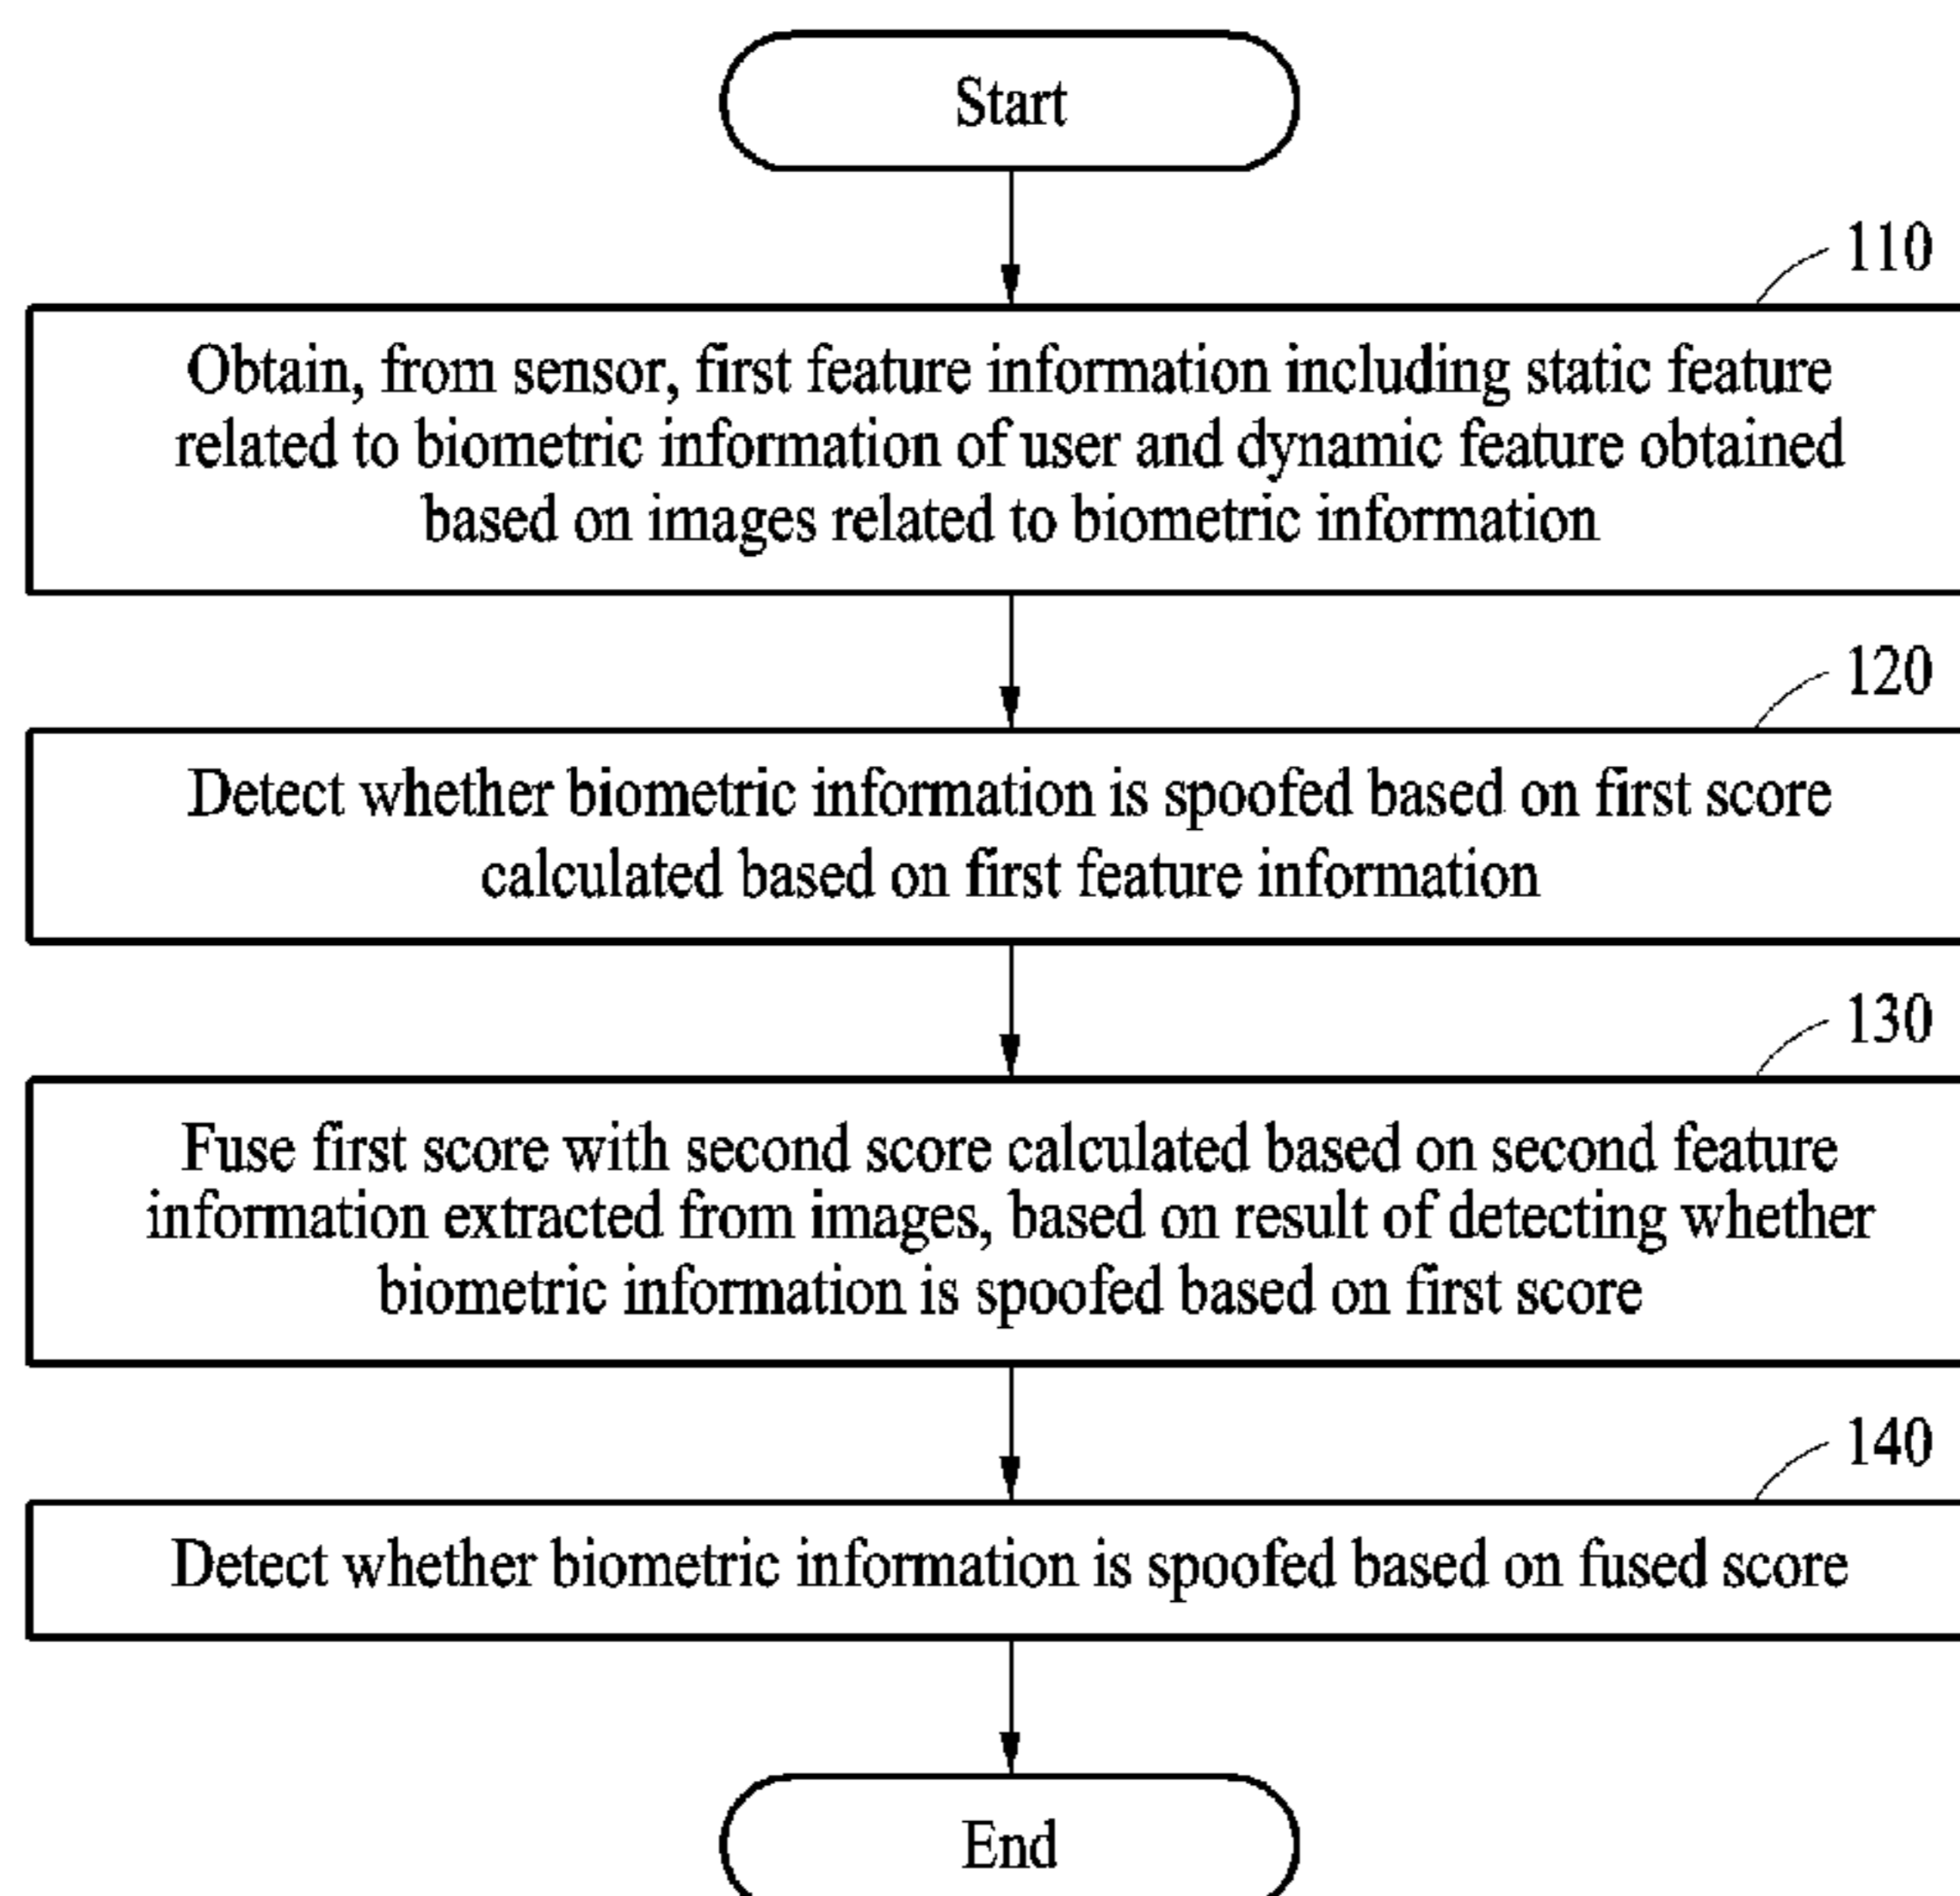 Start
110
Obtain, from sensor, first feature information including static feature
related to biometric information of user and dynamic feature obtained
based on images related to biometric information
120
Detect whether biometric information is spoofed based on first score
calculated based on first feature information
130
Fuse first score with second score calculated based on second feature
information extracted from images, based on result of detecting whether
biometric information is spoofed based on first score
140
Detect whether biometric information is spoofed based on fused score
End